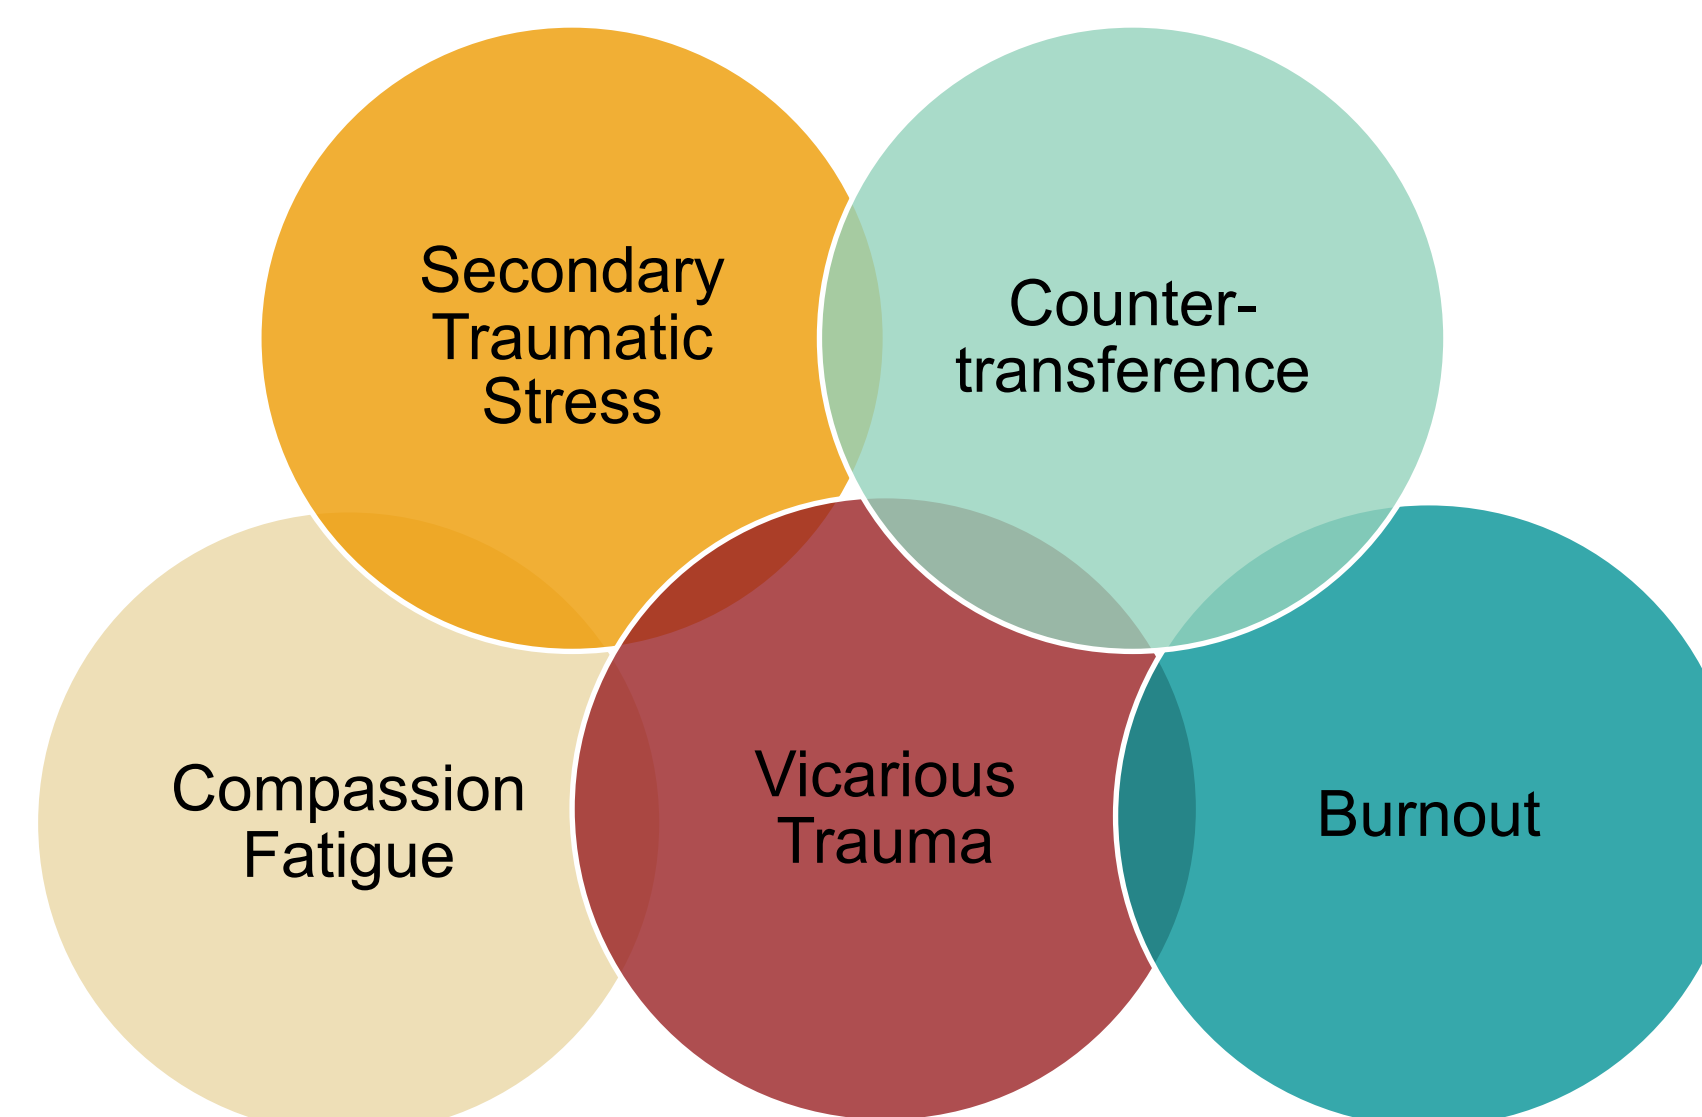 Secondary
Traumatic
Stress
Counter-
transference
Compassion
Fatigue
Vicarious
Trauma
Burnout